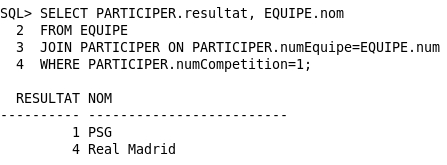 SQL> SELECT PARTICIPER.resultat, EQUIPE.nom
  2  FROM EQUIPE
  3  JOIN PARTICIPER ON PARTICIPER.numEquipe=EQUIPE.num
  4  WHERE PARTICIPER.numCompetition=1;

  RESULTAT NOM
---------- -------------------------
         1 PSG
         4 Real Madrid